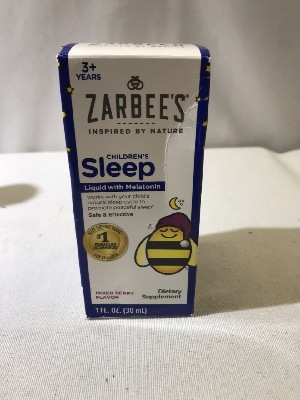 3+
YEARS
ZARBEE'S
INSPIRED BY NATURE
CHILDREN'S
Sleep
Liquid with Melatonin
Works with your child's
natural sleep cycle to
promote peaceful sleep*
Safe & Effective
#1
MIXED BERRY
FLAVOR
Dietary
Supplement
1 FL. OZ. (30 mL)